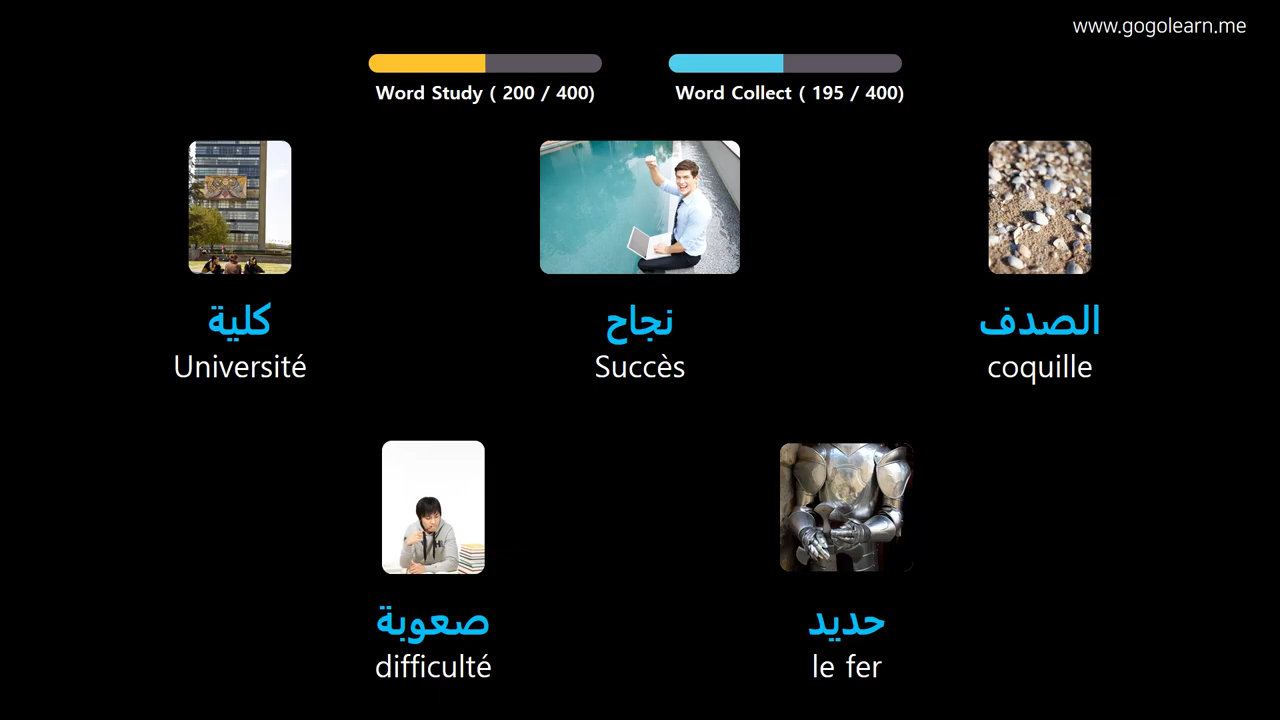 www.gogolearn.me
Word Study ( 200 / 400)
Word Collect ( 195 / 400)
كلية
Université
نجاح
Succès
الصدف
coquille
صعوبة
difficulté
حديد
le fer